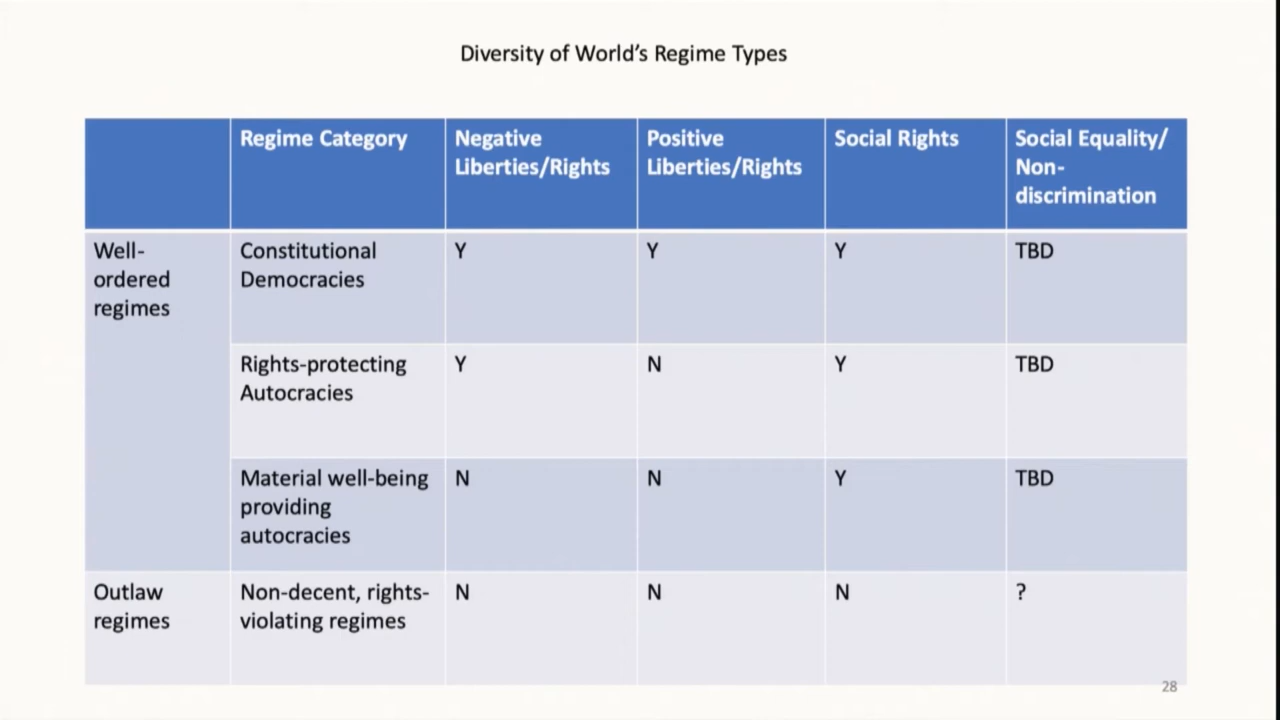 Diversity of World's Regime Types
Regime Category
Negative
Liberties/Rights
Positive
Liberties/Rights
Social Rights
Social Equality/
Non-
discrimination
Well-
ordered
regimes
Constitutional
Democracies
Y
Y
Y
TBD
Rights-protecting
Autocracies
Y
N
Y
TBD
Material well-being
providing
autocracies
N
N
Y
TBD
Outlaw
regimes
Non-decent, rights-
violating regimes
N
N
N
?
28